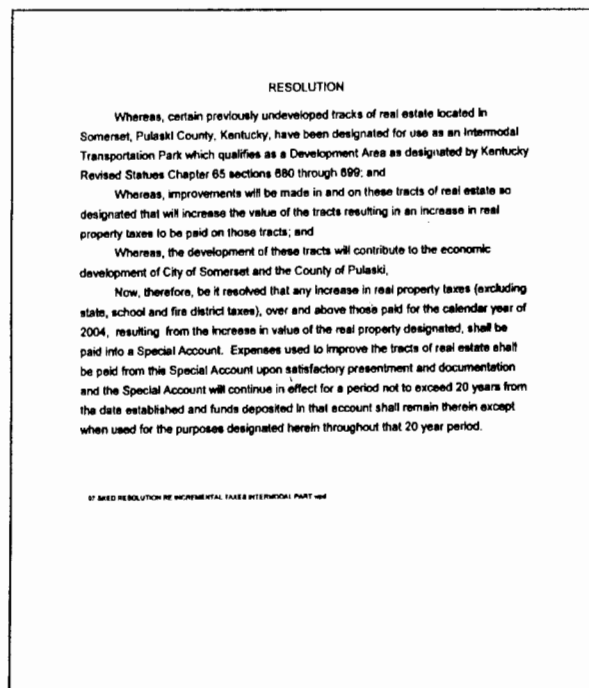 RESOLUTION
Whereas, certain previously undeveloped tracks of real estate located in
Somerset, Pulaski County, Kentucky, have been designated for use as an Intermodal
Transportation Park which qualifies as a Development Area as designated by Kentucky
Revised Statues Chapter 65 sections 680 through 699: and
Whereas, improvements will be made in and on these tracts of real estate so
designated that will increase the value of the tracts resulting in an increase in real
property taxes to be paid on those tracts; and
Whereas, the development of these tracts will contribute to the economic
development of City of Somerset and the County of Pulaski,
Now, therefore, be it resolved that any increase in real property taxes (excluding
state, school and fire district taxes), over and above those paid for the calendar year of
2004, resulting from the increase in value of the real property designated, shall be
paid into a Special Account. Expenses used to improve the tracts of real estate shall
be paid from this Special Account upon satisfactory presentment and documentation
and the Special Account will continue in effect for a period not to exceed 20 years from
the date established and funds deposited in that account shall remain therein except
when used for the purposes designated herein throughout that 20 year period.
07 SKED RESOLUTION RE INCREMENTAL TAXES INTERMODAL PART wpd